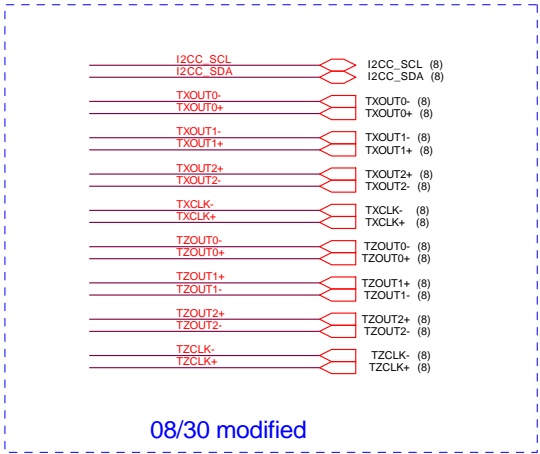 I2CC_SCL I2CC_SCL (8)
I2CC_SDA I2CC_SDA (8)
TXOUT0- TXOUT0- (8)
TXOUT0+ TXOUT0+ (8)
TXOUT1- TXOUT1- (8)
TXOUT1+ TXOUT1+ (8)
TXOUT2+ TXOUT2+ (8)
TXOUT2- TXOUT2- (8)
TXCLK- TXCLK- (8)
TXCLK+ TXCLK+ (8)
TZOUT0- TZOUT0- (8)
TZOUT0+ TZOUT0+ (8)
TZOUT1+ TZOUT1+ (8)
TZOUT1- TZOUT1- (8)
TZOUT2+ TZOUT2+ (8)
TZOUT2- TZOUT2- (8)
TZCLK- TZCLK- (8)
TZCLK+ TZCLK+ (8)
08/30 modified